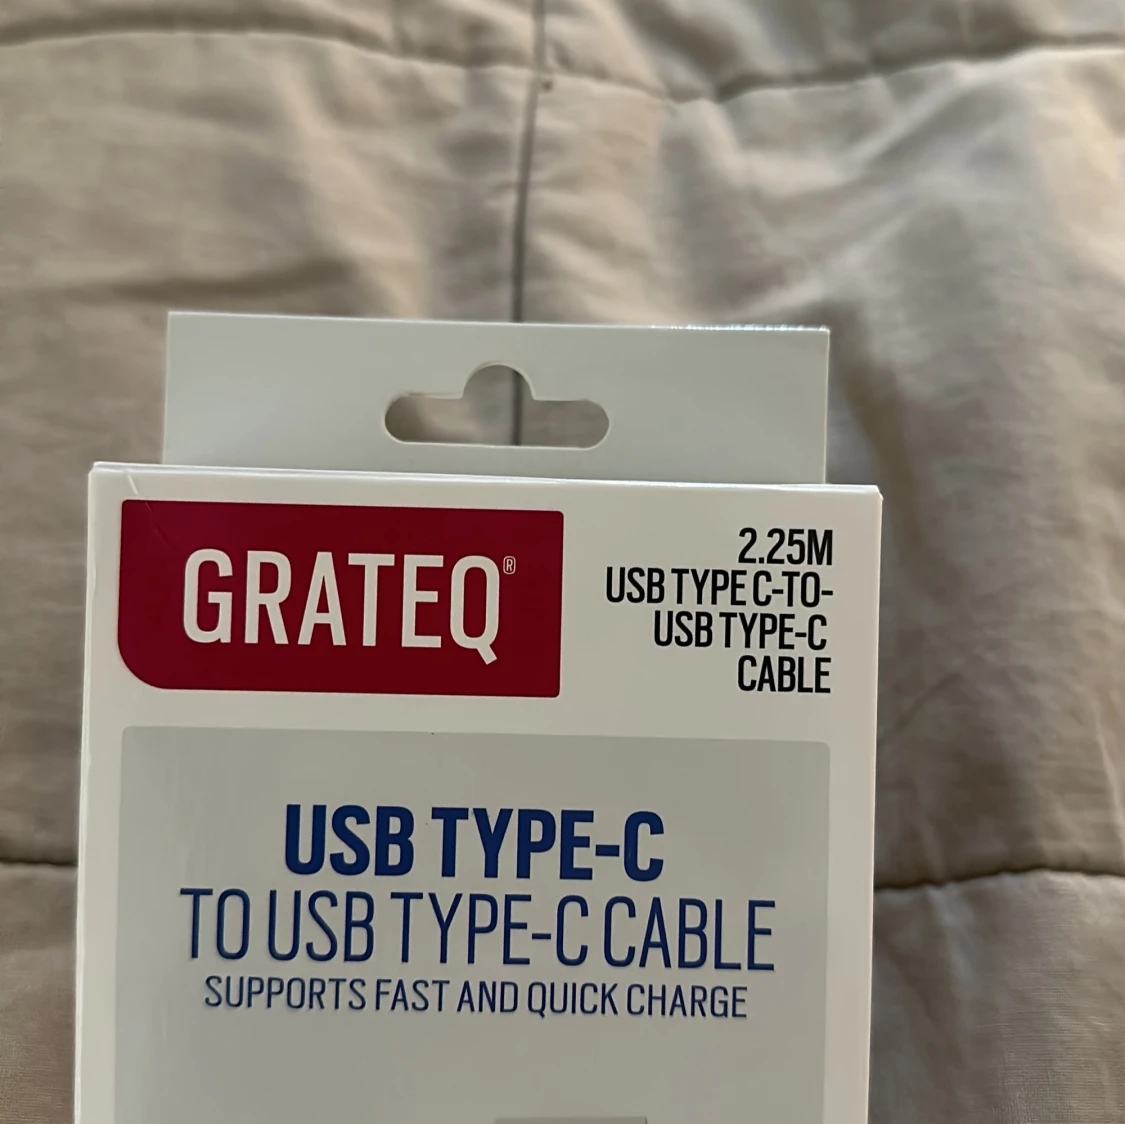 GRATEQ®
2.25M
USB TYPE C-TO-
USB TYPE-C
CABLE
USB TYPE-C
TO USB TYPE-C CABLE
SUPPORTS FAST AND QUICK CHARGE